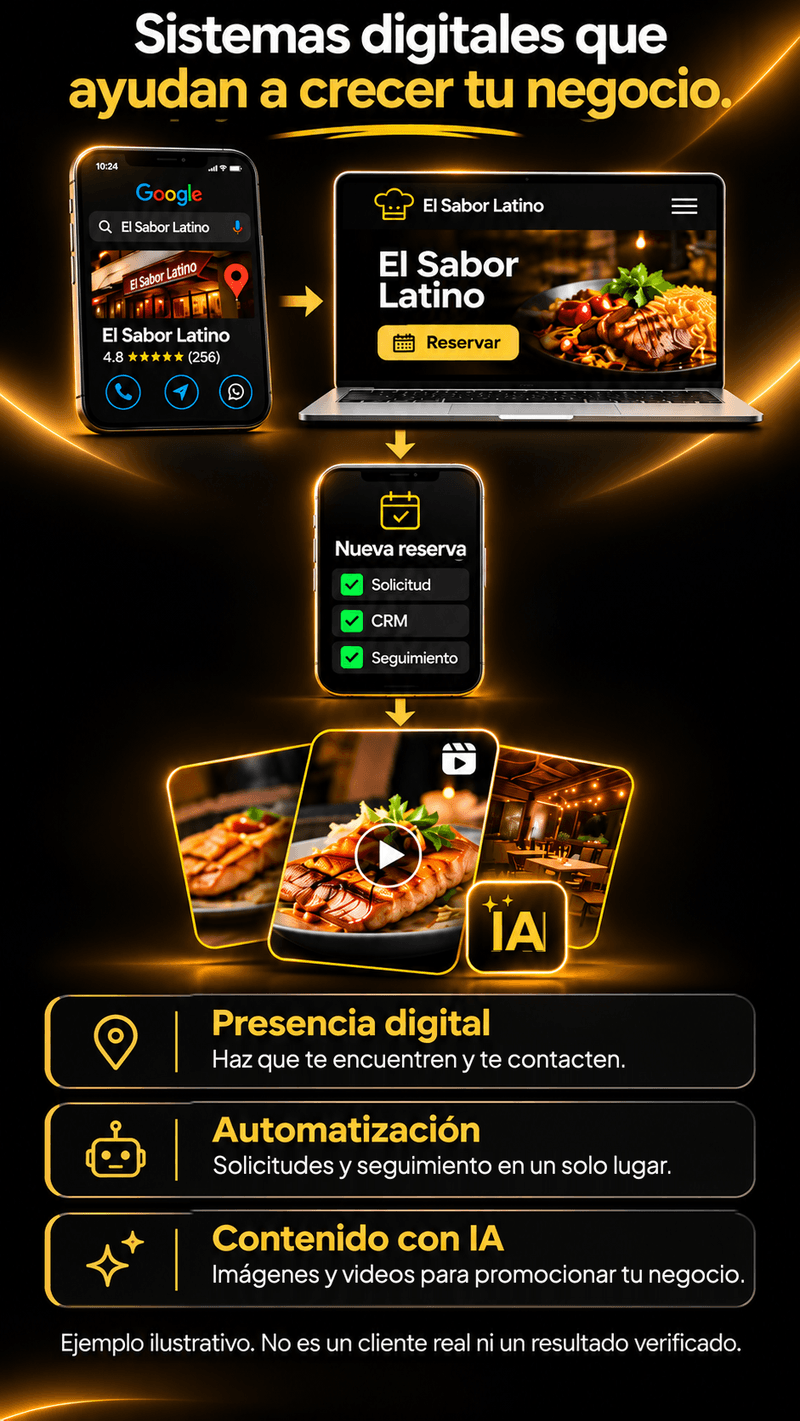 Sistemas digitales que
ayudan a crecer tu negocio.
10:24
Google
El Sabor Latino
El Sabor Latino
El Sabor Latino
4.8 ★★★★★ (256)
El Sabor Latino
El Sabor
Latino
Reservar
Nueva reserva
Solicitud
CRM
Seguimiento
IA
Presencia digital
Haz que te encuentren y te contacten.
Automatización
Solicitudes y seguimiento en un solo lugar.
Contenido con IA
Imágenes y videos para promocionar tu negocio.
Ejemplo ilustrativo. No es un cliente real ni un resultado verificado.